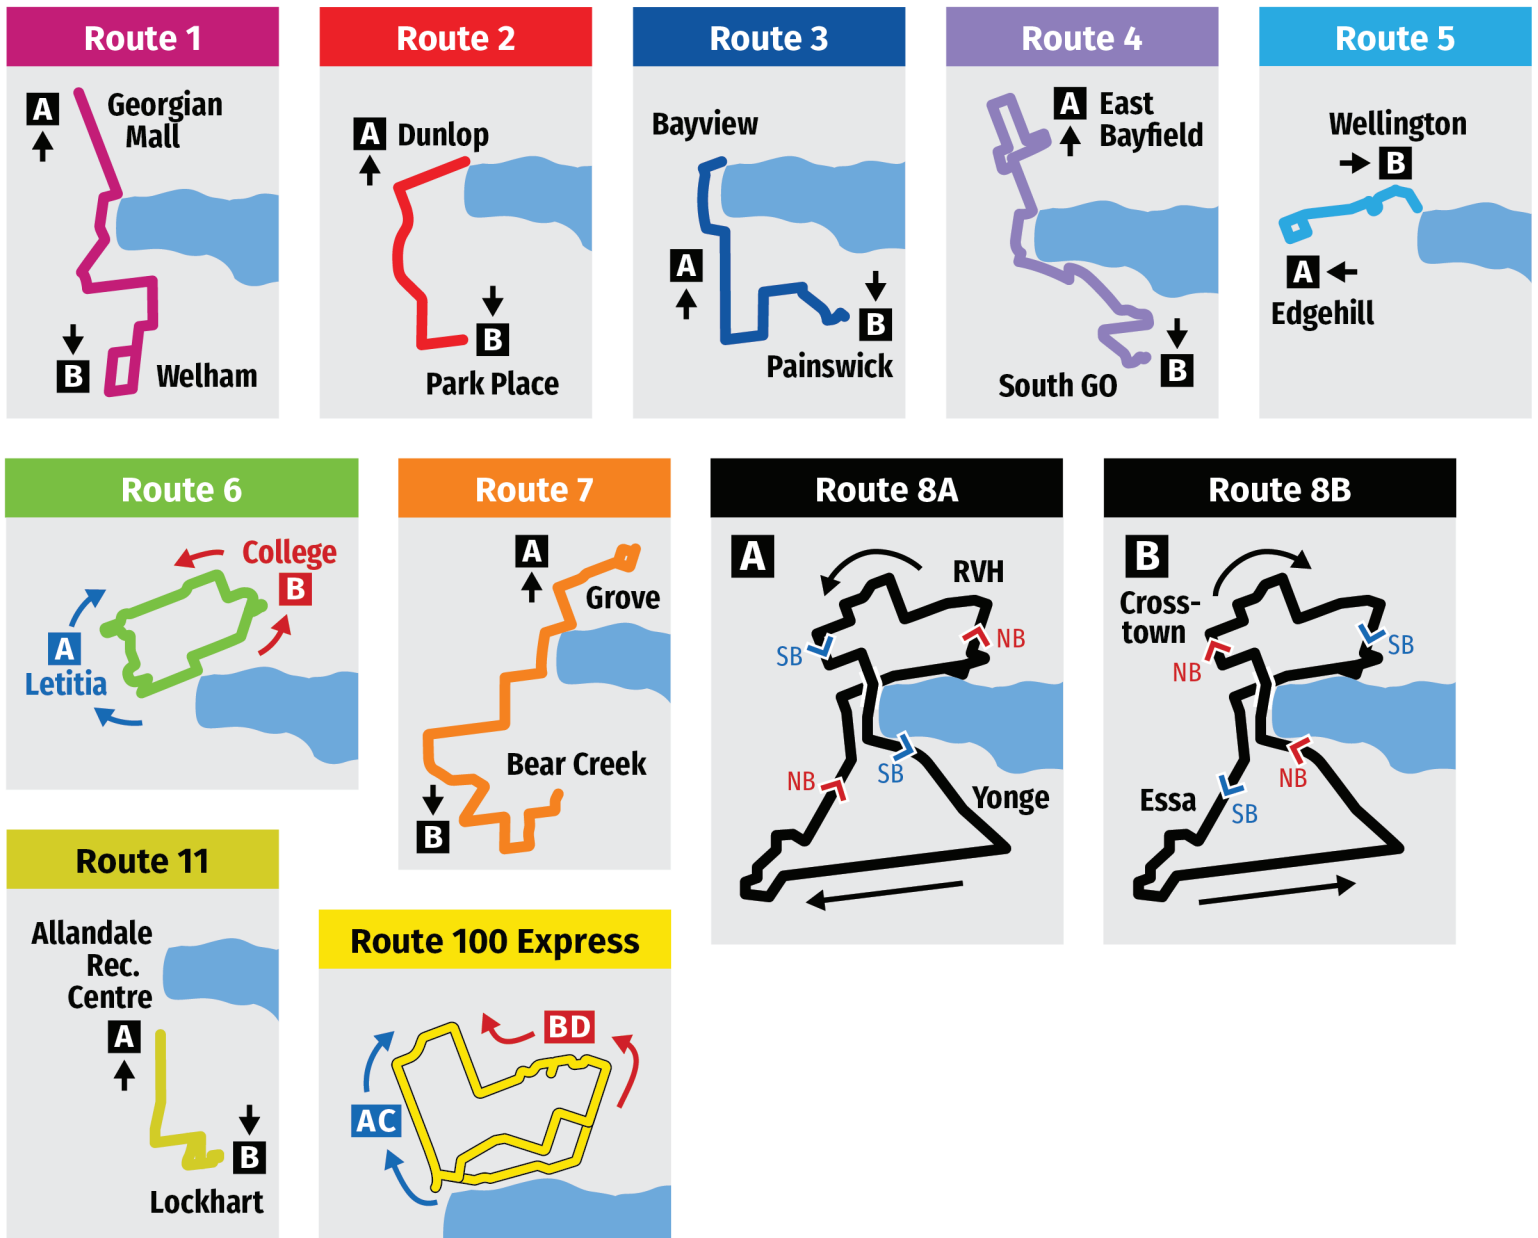 Route 1
A
Georgian
Mall
B
Welham
Route 2
A
Dunlop
B
Park Place
Route 3
Bayview
A
B
Painswick
Route 4
A
East
Bayfield
South GO
B
Route 5
Wellington
B
A
Edgehill
Route 6
College
B
A
Letitia
Route 7
A
Grove
Bear Creek
B
Route 8A
A
RVH
SB
NB
SB
NB
Yonge
Route 8B
B
Cross-
town
NB
SB
NB
Essa
SB
Route 11
Allandale
Rec.
Centre
A
B
Lockhart
Route 100 Express
BD
AC